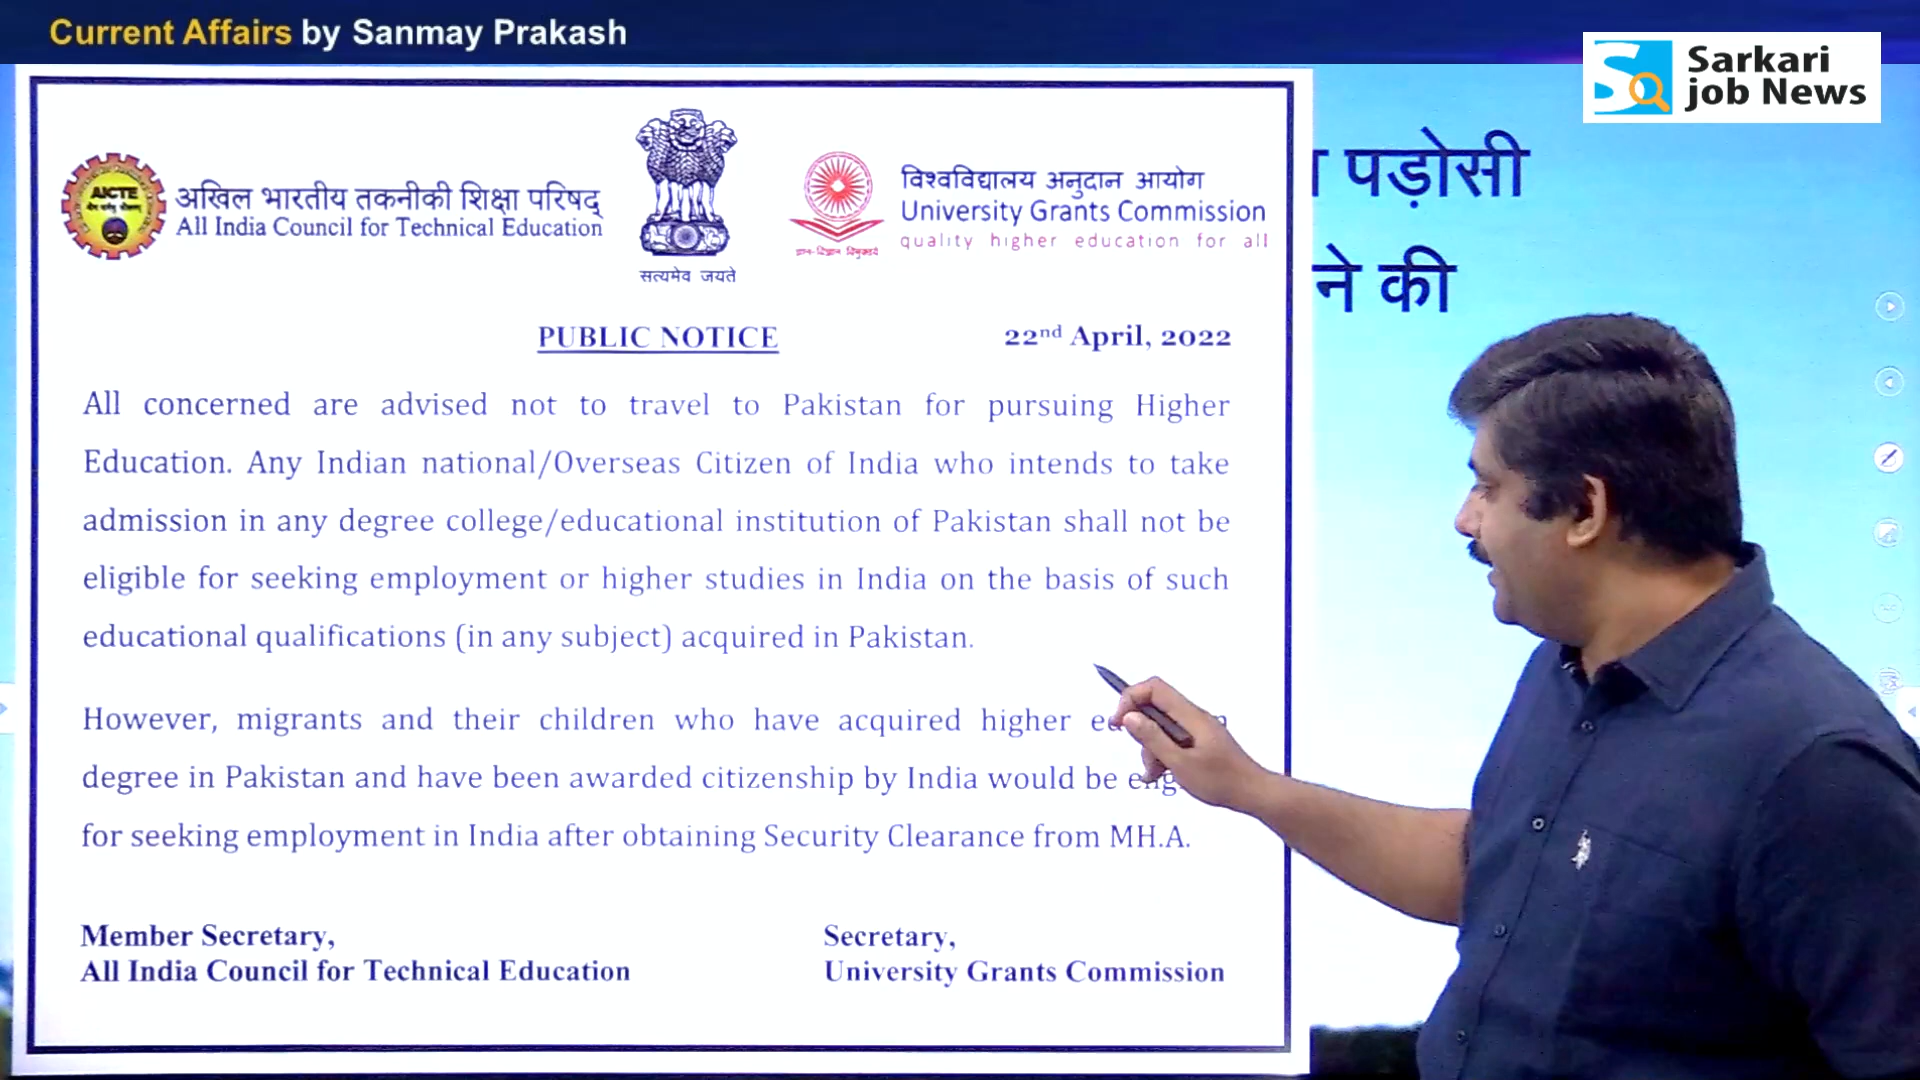 Current Affairs by Sanmay Prakash
Sarkari
job News
AICTE
अखिल भारतीय तकनीकी शिक्षा परिषद्
All India Council for Technical Education
सत्यमेव जयते
विश्वविद्यालय अनुदान आयोग
University Grants Commission
quality higher education for all
ज्ञान-विज्ञान विमुक्तये
पड़ोसी
ने की
PUBLIC NOTICE
22nd April, 2022
All concerned are advised not to travel to Pakistan for pursuing Higher
Education. Any Indian national/Overseas Citizen of India who intends to take
admission in any degree college/educational institution of Pakistan shall not be
eligible for seeking employment or higher studies in India on the basis of such
educational qualifications (in any subject) acquired in Pakistan.
However, migrants and their children who have acquired higher
degree in Pakistan and have been awarded citizenship by India would be
for seeking employment in India after obtaining Security Clearance from MH.A.
Member Secretary,
All India Council for Technical Education
Secretary,
University Grants Commission